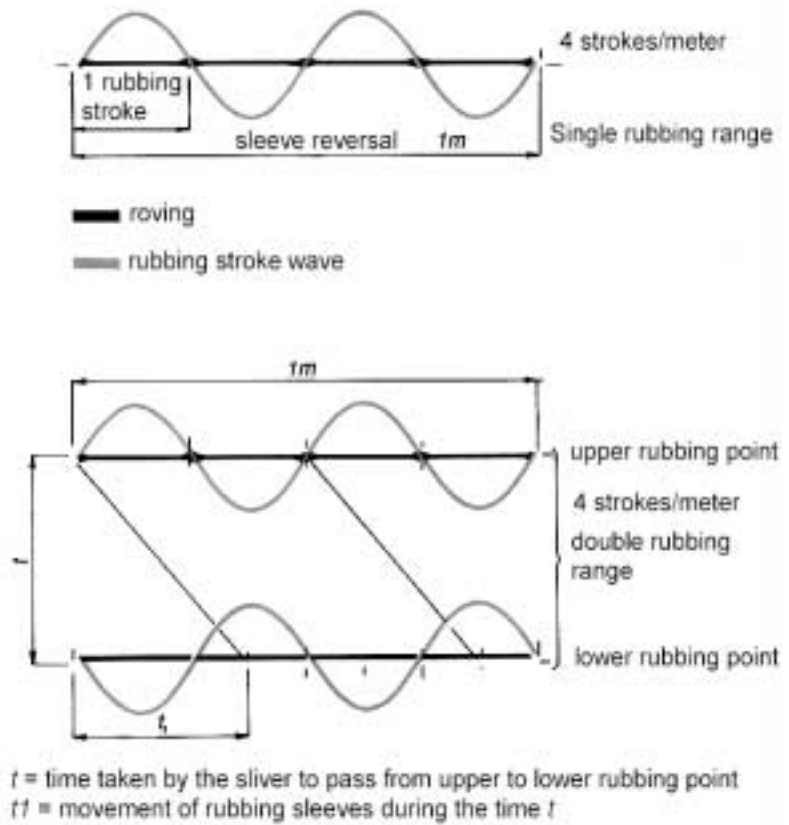 4 strokes/meter
1 rubbing
stroke
sleeve reversal 1m
Single rubbing range
roving
rubbing stroke wave
1m
upper rubbing point
4 strokes/meter
double rubbing
range
t
lower rubbing point
t₁
t = time taken by the sliver to pass from upper to lower rubbing point
t1 = movement of rubbing sleeves during the time t